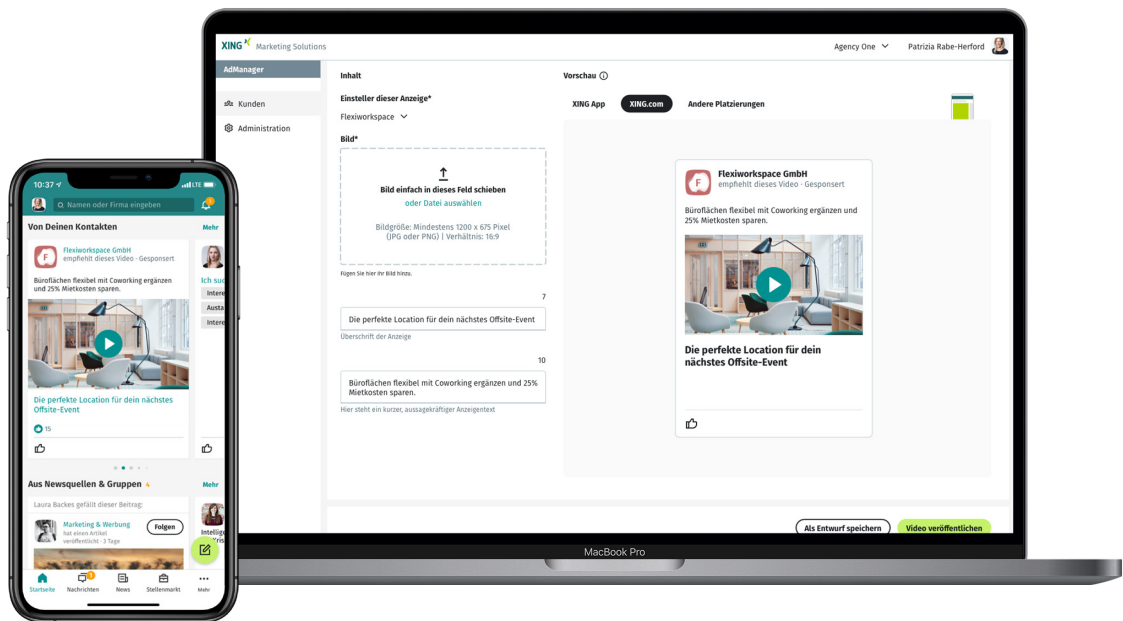 XING Marketing Solutions
Agency One
Patrizia Rabe-Herford
AdManager
Kunden
Administration
Inhalt
Einsteller dieser Anzeige*
Flexiworkspace
Bild*
Bild einfach in dieses Feld schieben
oder Datei auswählen
Bildgröße: Mindestens 1200 x 675 Pixel
(JPG oder PNG) | Verhältnis: 16:9
Fügen Sie hier Ihr Bild hinzu.
7
Die perfekte Location für dein nächstes Offsite-Event
Überschrift der Anzeige
10
Büroflächen flexibel mit Coworking ergänzen und 25%
Mietkosten sparen.
Hier steht ein kurzer, aussagekräftiger Anzeigentext
Vorschau
XING App
XING.com
Andere Platzierungen
F
Flexiworkspace GmbH
empfiehlt dieses Video · Gesponsert
Büroflächen flexibel mit Coworking ergänzen und
25% Mietkosten sparen.
Die perfekte Location für dein
nächstes Offsite-Event
Als Entwurf speichern
Video veröffentlichen
MacBook Pro
10:37
LTE
Namen oder Firma eingeben
1
Von Deinen Kontakten
Mehr
F
Flexiworkspace GmbH
empfiehlt dieses Video · Gesponsert
Büroflächen flexibel mit Coworking ergänzen
und 25% Mietkosten sparen.
Die perfekte Location für dein nächstes
Offsite-Event
15
Ich suc
Intere
Austa
Intere
Aus Newsquellen & Gruppen
Mehr
Laura Backes gefällt dieser Beitrag:
Marketing & Werbung
hat einen Artikel
veröffentlicht · 3 Tage
Folgen
Intellige
Startseite
Nachrichten
1
News
Stellenmarkt
Mehr